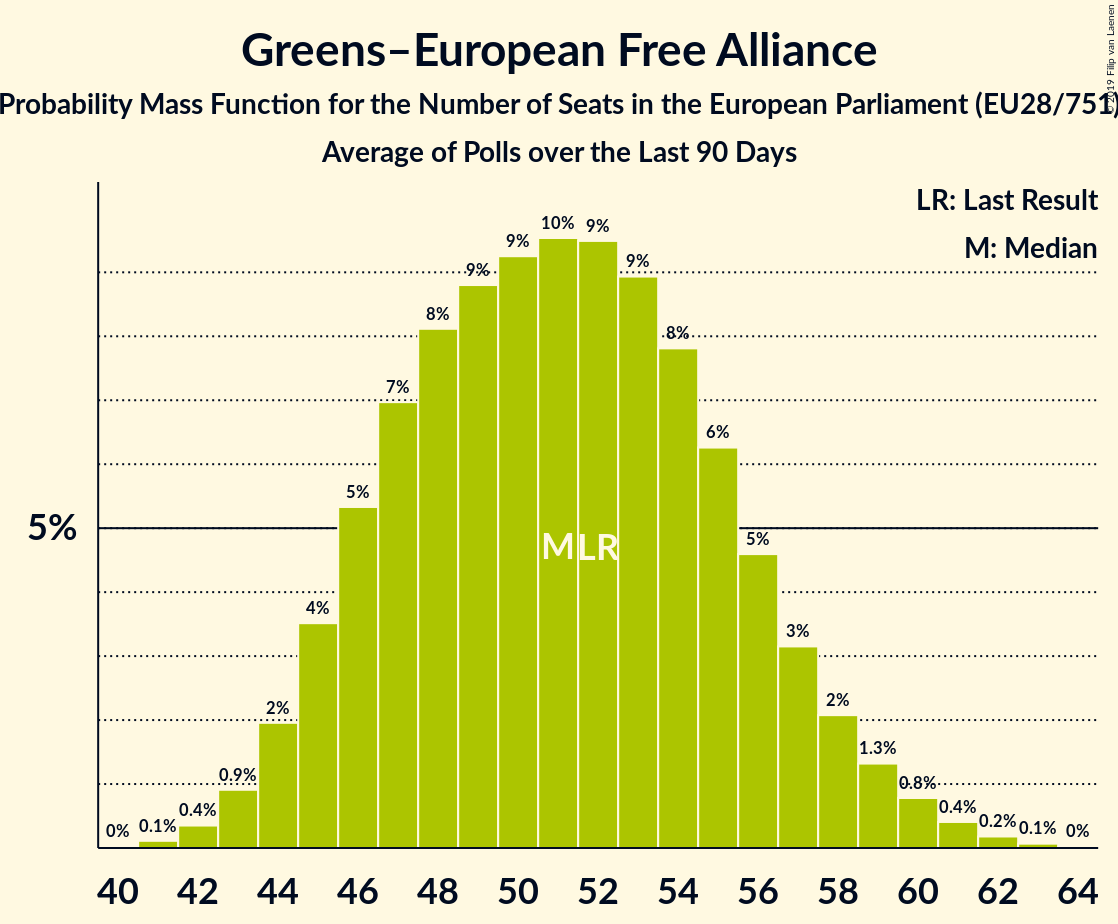 Greens–European Free Alliance
Probability Mass Function for the Number of Seats in the European Parliament (EU28/751)
Average of Polls over the Last 90 Days
© 2019 Filip van Laenen
LR: Last Result
M: Median
5%
0% 0.1% 0.4% 0.9% 2% 4% 5% 7% 8% 9% 9% 10% 9% 9% 8% 6% 5% 3% 2% 1.3% 0.8% 0.4% 0.2% 0.1% 0%
M LR
40 42 44 46 48 50 52 54 56 58 60 62 64